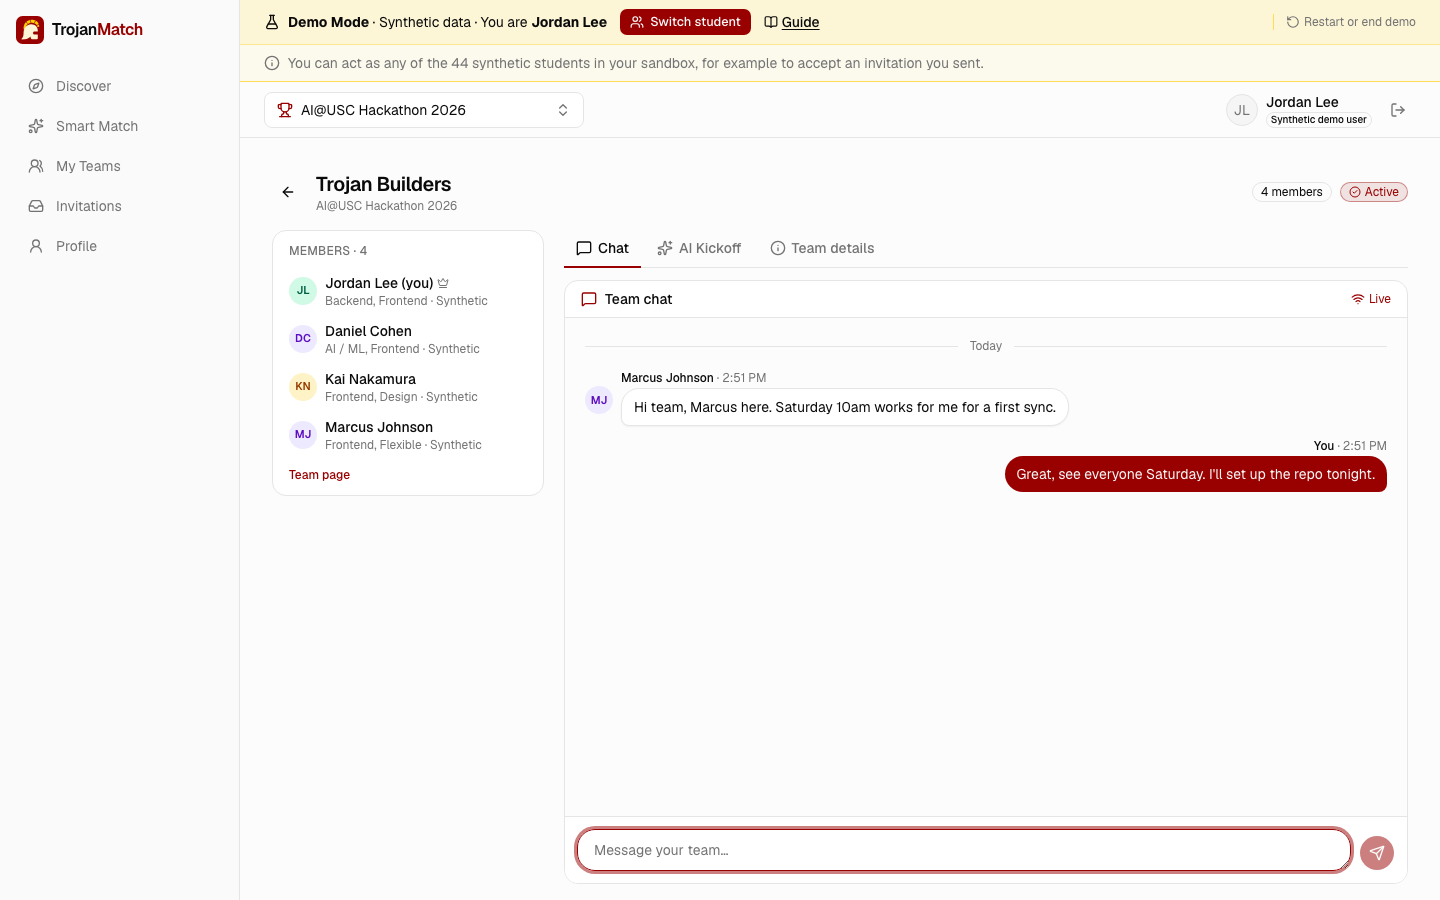 TrojanMatch
Discover
Smart Match
My Teams
Invitations
Profile
Demo Mode · Synthetic data · You are Jordan Lee
Switch student
Guide
Restart or end demo
You can act as any of the 44 synthetic students in your sandbox, for example to accept an invitation you sent.
AI@USC Hackathon 2026
JL
Jordan Lee
Synthetic demo user
Trojan Builders
AI@USC Hackathon 2026
4 members
Active
MEMBERS · 4
JL
Jordan Lee (you)
Backend, Frontend · Synthetic
DC
Daniel Cohen
AI / ML, Frontend · Synthetic
KN
Kai Nakamura
Frontend, Design · Synthetic
MJ
Marcus Johnson
Frontend, Flexible · Synthetic
Team page
Chat
AI Kickoff
Team details
Team chat
Live
Today
Marcus Johnson · 2:51 PM
MJ
Hi team, Marcus here. Saturday 10am works for me for a first sync.
You · 2:51 PM
Great, see everyone Saturday. I'll set up the repo tonight.
Message your team…